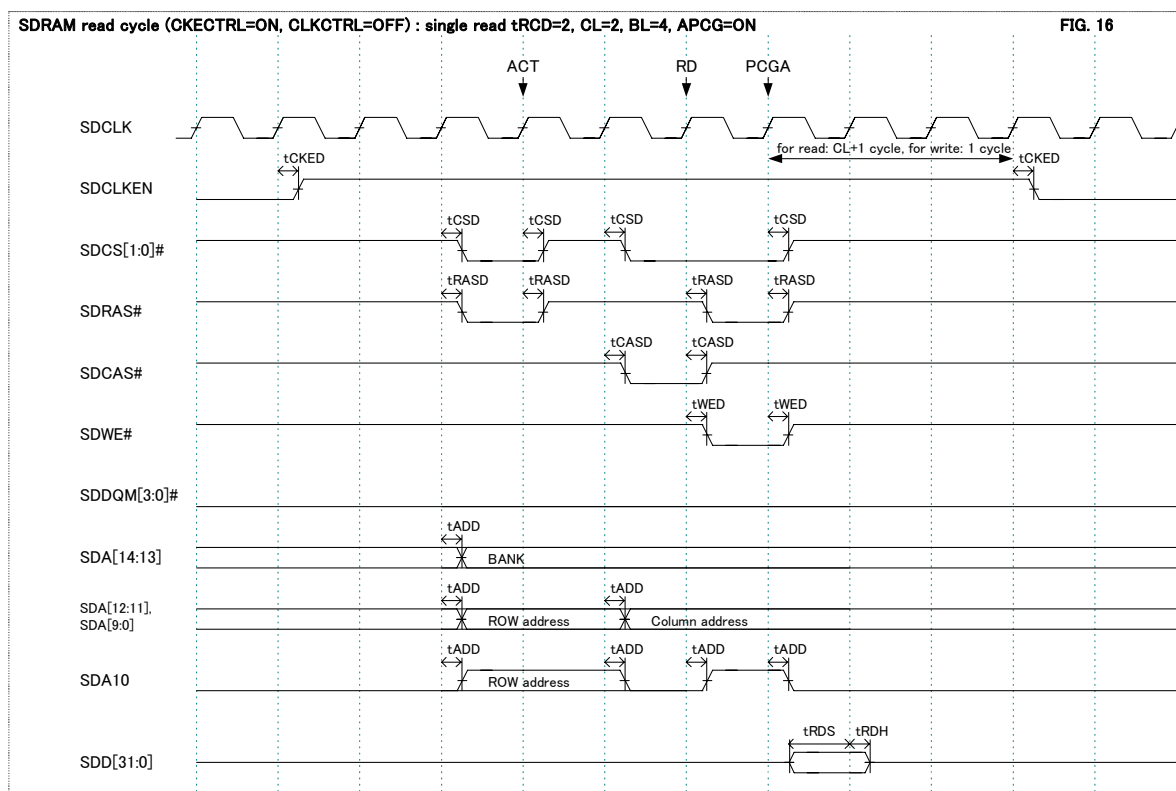 SDRAM read cycle (CKECTRL=ON, CLKCTRL=OFF) : single read tRCD=2, CL=2, BL=4, APCG=ON FIG. 16
ACT RD PCGA
SDCLK
for read: CL+1 cycle, for write: 1 cycle
tCKED tCKED
SDCLKEN
tCSD tCSD tCSD tCSD
SDCS[1:0]#
tRASD tRASD tRASD tRASD
SDRAS#
tCASD tCASD
SDCAS#
tWED tWED
SDWE#
SDDQM[3:0]#
tADD
SDA[14:13] BANK
tADD tADD
SDA[12:11],
SDA[9:0] ROW address Column address
tADD tADD tADD tADD
SDA10 ROW address
tRDS tRDH
SDD[31:0]